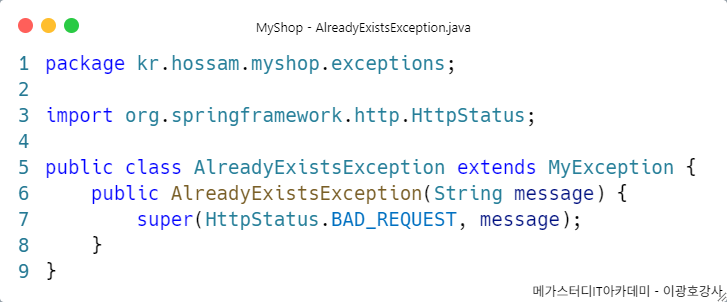 MyShop - AlreadyExistsException.java
1 package kr.hossam.myshop.exceptions;
2
3 import org.springframework.http.HttpStatus;
4
5 public class AlreadyExistsException extends MyException {
6     public AlreadyExistsException(String message) {
7         super(HttpStatus.BAD_REQUEST, message);
8     }
9 }
메가스터디IT아카데미 - 이광호강사